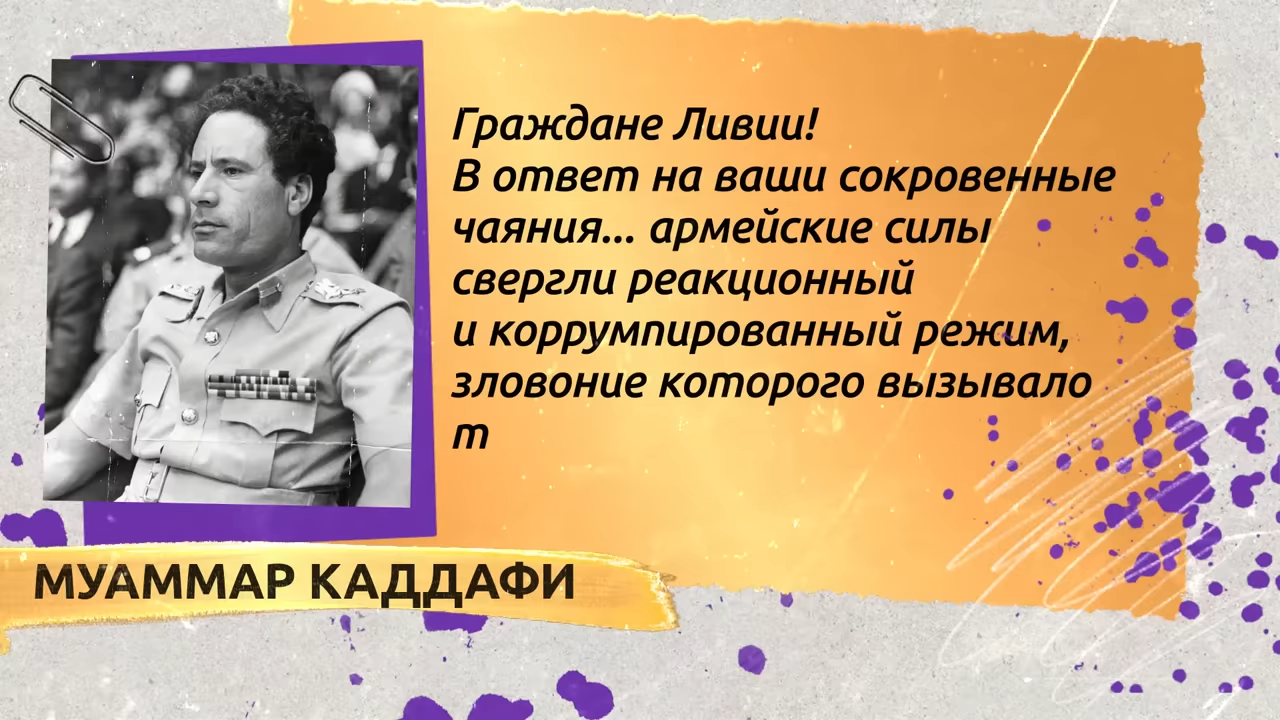 Граждане Ливии!
В ответ на ваши сокровенные
чаяния... армейские силы
свергли реакционный
и коррумпированный режим,
зловоние которого вызывало
т
МУАММАР КАДДАФИ